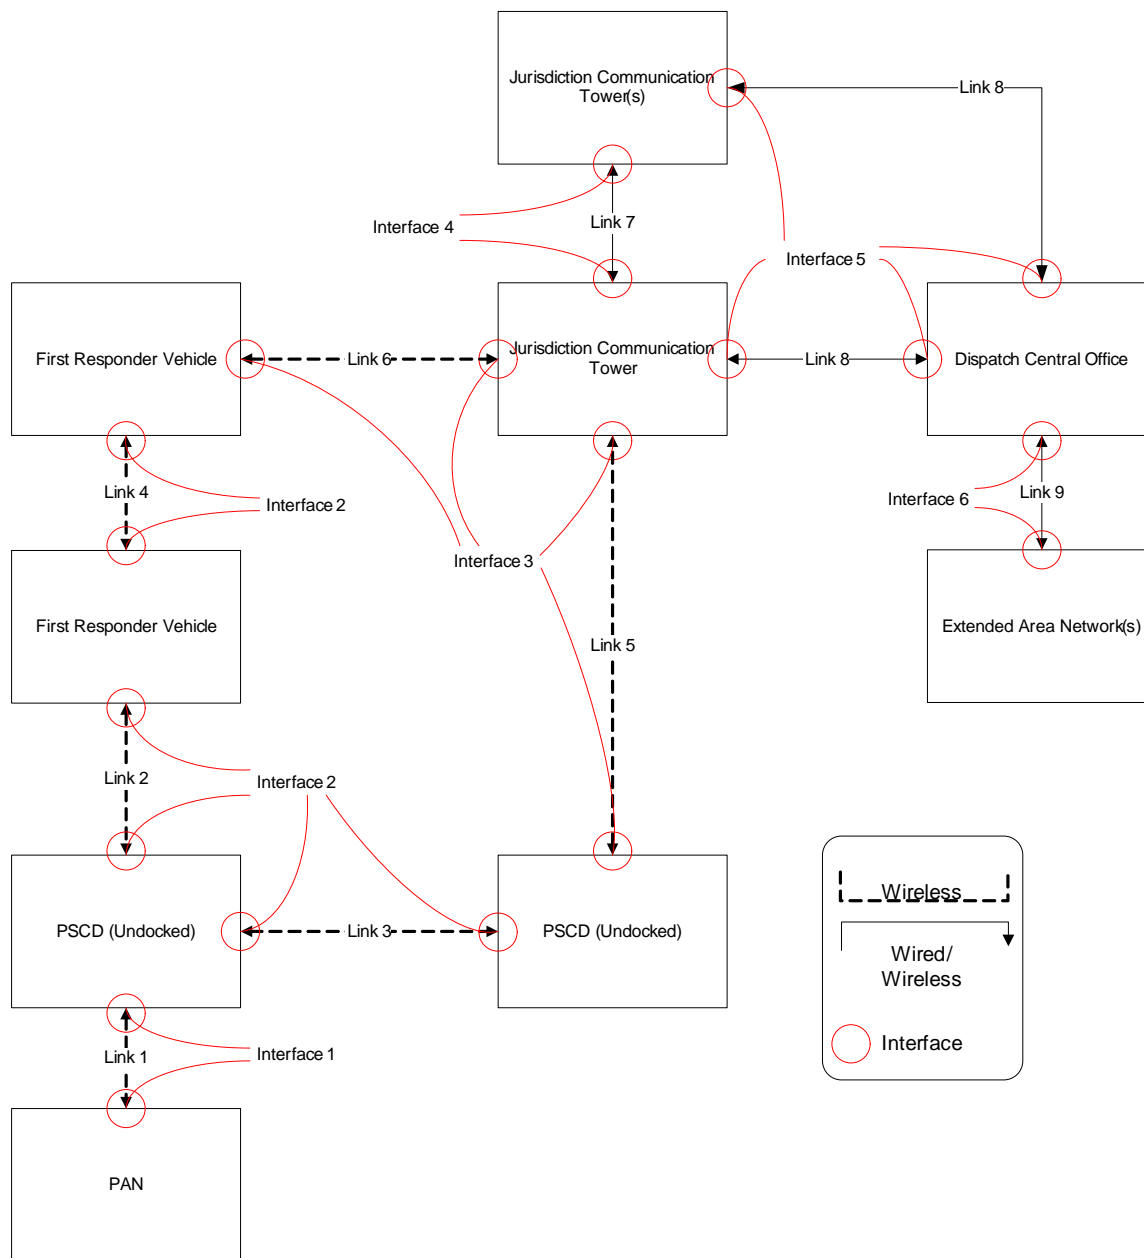 Jurisdiction Communication
Tower(s)
Link 8
Interface 4
Link 7
Interface 5
First Responder Vehicle
Link 6
Jurisdiction Communication
Tower
Link 8
Dispatch Central Office
Link 4
Interface 2
Interface 6
Link 9
Interface 3
First Responder Vehicle
Link 5
Extended Area Network(s)
Link 2
Interface 2
PSCD (Undocked)
Link 3
PSCD (Undocked)
Wireless
Wired/
Wireless
Interface
Link 1
Interface 1
PAN